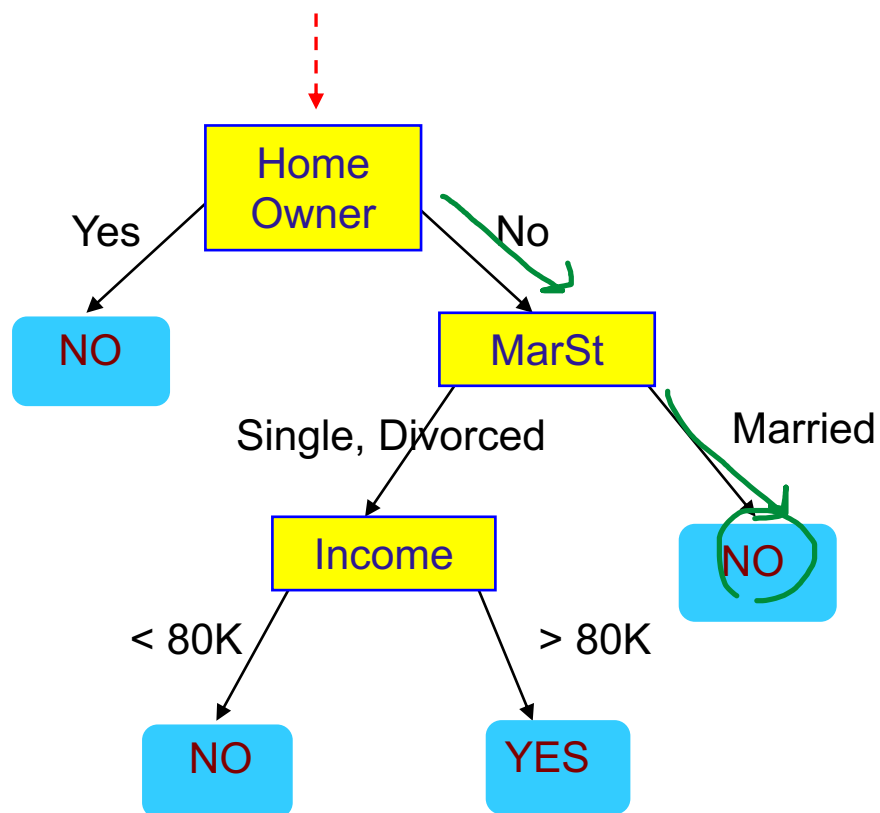 Home
Owner
Yes
No
NO
MarSt
Single, Divorced
Married
Income
NO
< 80K
> 80K
NO
YES